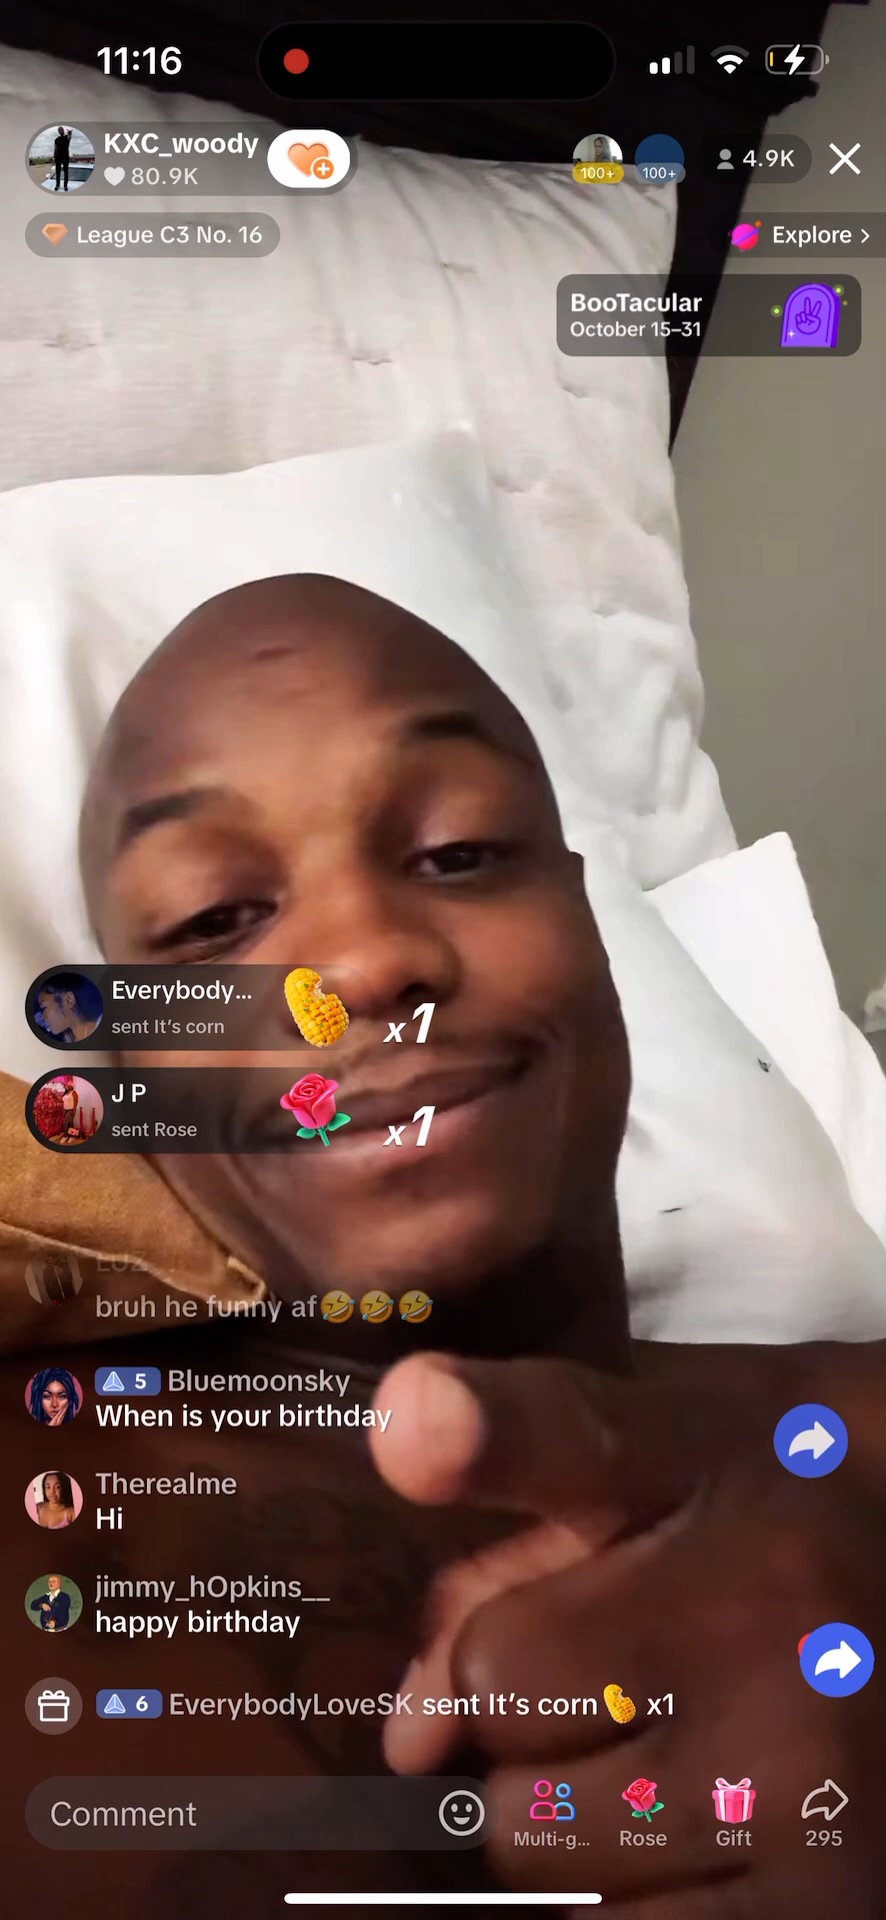 11:16
KXC_woody
80.9K
100+
100+
4.9K
League C3 No. 16
Explore >
BooTacular
October 15–31
Everybody...
sent It's corn
x1
J P
sent Rose
x1
LUZ
bruh he funny af🤣🤣🤣
5 Bluemoonsky
When is your birthday
Therealme
Hi
jimmy_hOpkins__
happy birthday
6 EverybodyLoveSK sent It's corn x1
Comment
Multi-g...
Rose
Gift
295